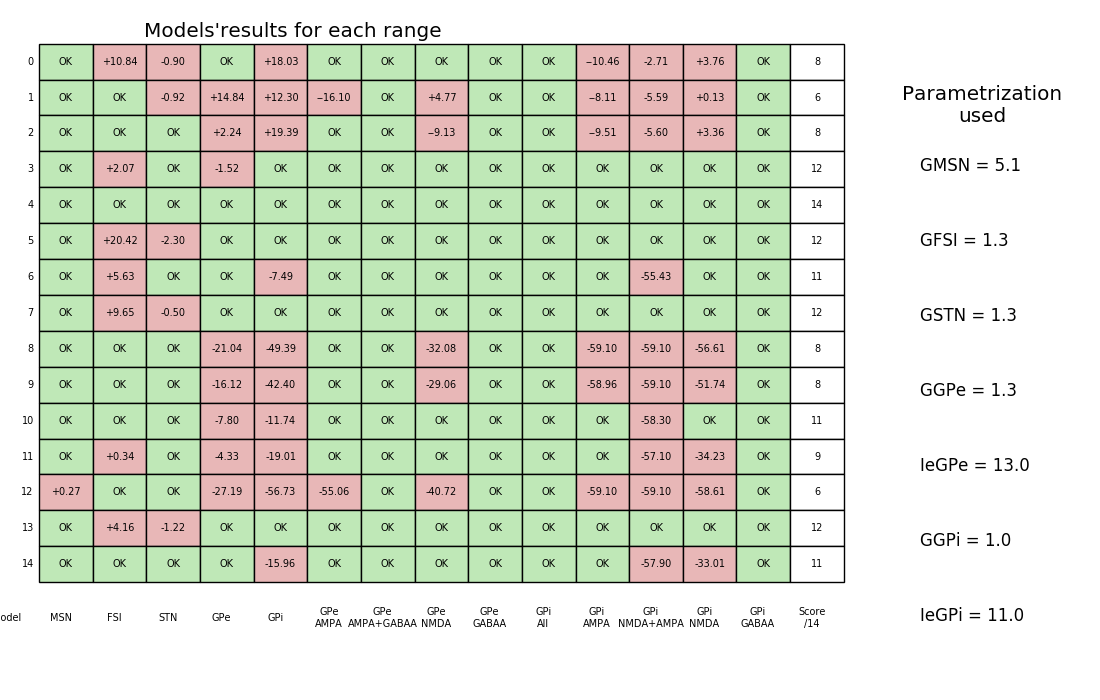 Models'results for each range
0 OK +10.84 -0.90 OK +18.03 OK OK OK OK OK --10.46 -2.71 +3.76 OK 8
1 OK OK -0.92 +14.84 +12.30 --16.10 OK +4.77 OK OK --8.11 -5.59 +0.13 OK 6
2 OK OK OK +2.24 +19.39 OK OK --9.13 OK OK --9.51 -5.60 +3.36 OK 8
3 OK +2.07 OK -1.52 OK OK OK OK OK OK OK OK OK OK 12
4 OK OK OK OK OK OK OK OK OK OK OK OK OK OK 14
5 OK +20.42 -2.30 OK OK OK OK OK OK OK OK OK OK OK 12
6 OK +5.63 OK OK -7.49 OK OK OK OK OK OK -55.43 OK OK 11
7 OK +9.65 -0.50 OK OK OK OK OK OK OK OK OK OK OK 12
8 OK OK OK -21.04 -49.39 OK OK -32.08 OK OK -59.10 -59.10 -56.61 OK 8
9 OK OK OK -16.12 -42.40 OK OK -29.06 OK OK -58.96 -59.10 -51.74 OK 8
10 OK OK OK -7.80 -11.74 OK OK OK OK OK OK -58.30 OK OK 11
11 OK +0.34 OK -4.33 -19.01 OK OK OK OK OK OK -57.10 -34.23 OK 9
12 +0.27 OK OK -27.19 -56.73 -55.06 OK -40.72 OK OK -59.10 -59.10 -58.61 OK 6
13 OK +4.16 -1.22 OK OK OK OK OK OK OK OK OK OK OK 12
14 OK OK OK OK -15.96 OK OK OK OK OK OK -57.90 -33.01 OK 11
odel MSN FSI STN GPe GPi GPe AMPA GPe AMPA+GABAA GPe NMDA GPe GABAA GPi All GPi AMPA GPi NMDA+AMPA GPi NMDA GPi GABAA Score /14
Parametrization
used
GMSN = 5.1
GFSI = 1.3
GSTN = 1.3
GGPe = 1.3
IeGPe = 13.0
GGPi = 1.0
IeGPi = 11.0